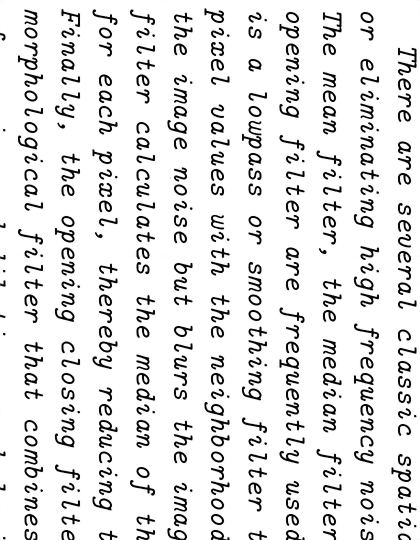 There are several classic spatia
or eliminating high frequency nois
The mean filter, the median filter
opening filter are frequently used
is a lowpass or smoothing filter t
pixel values with the neighborhood
the image noise but blurs the imag
filter calculates the median of th
for each pixel, thereby reducing t
Finally, the opening closing filte
morphological filter that combines